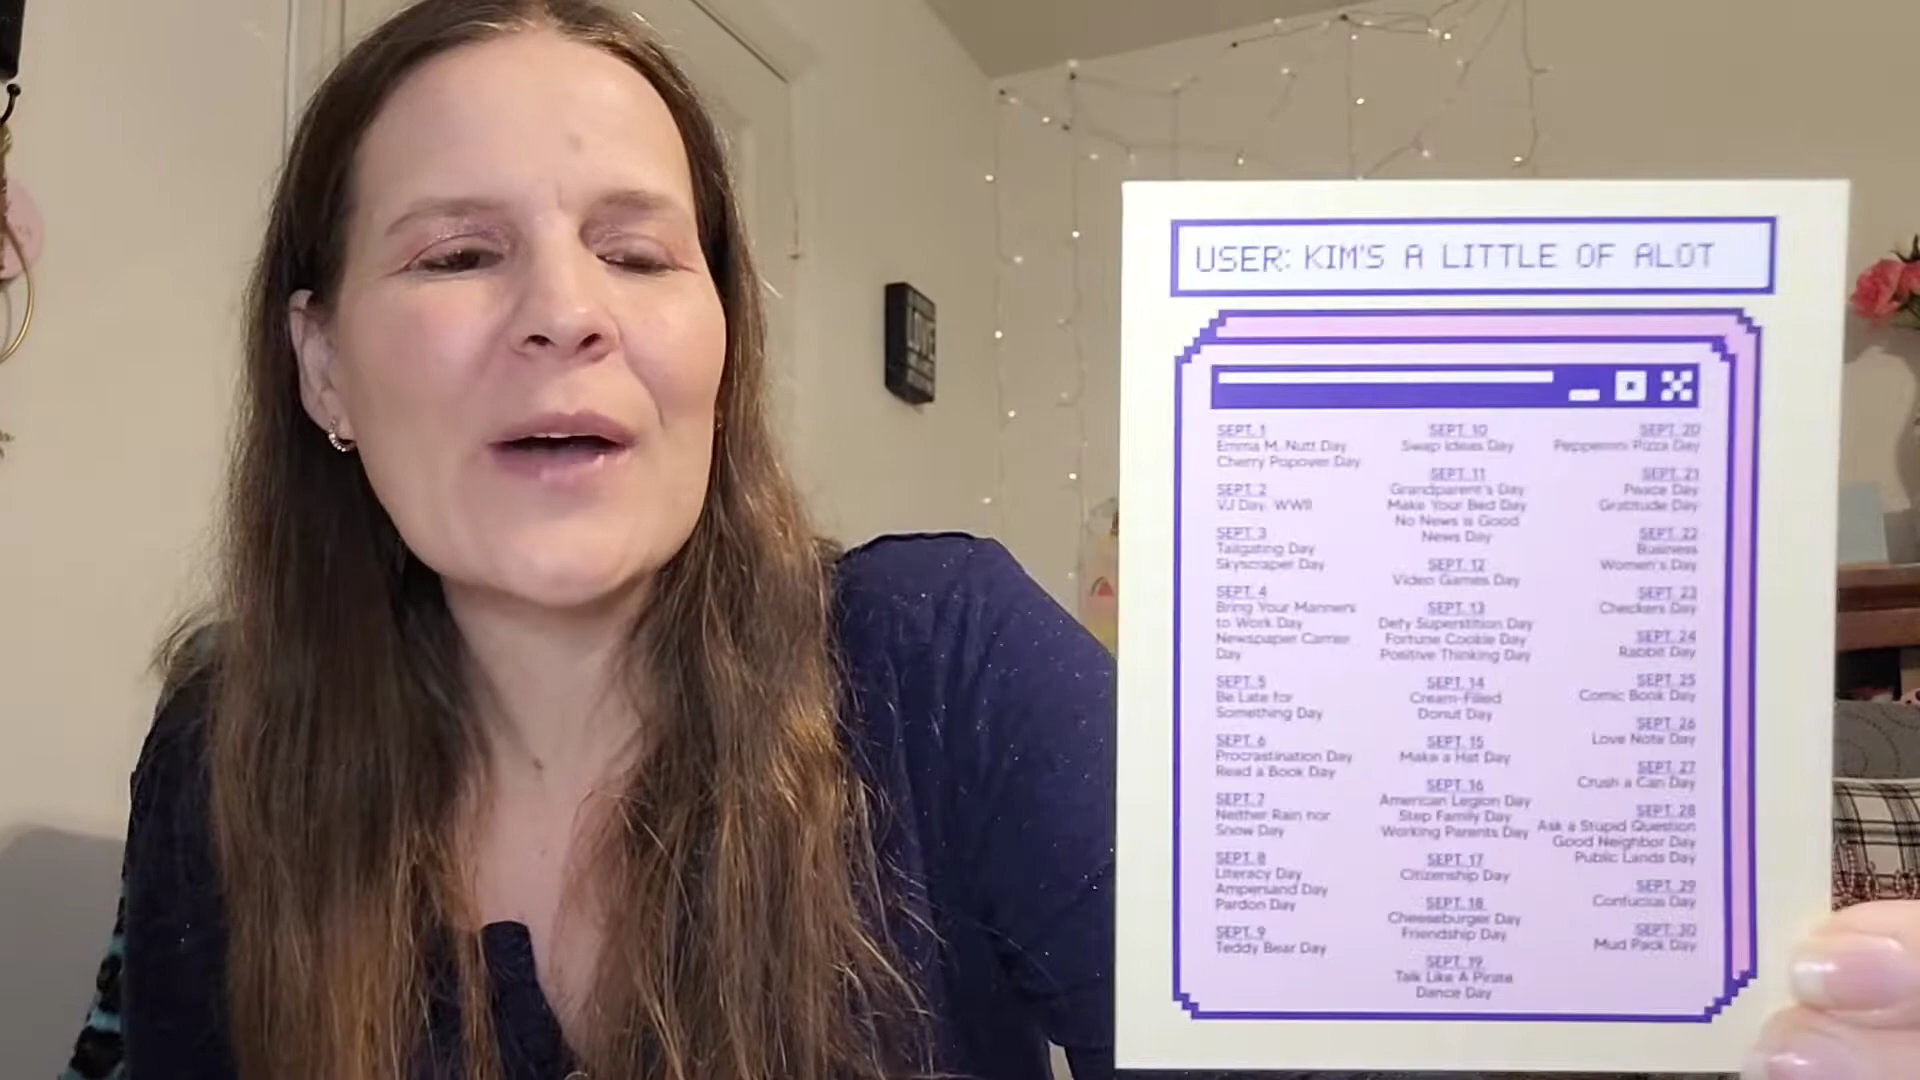 USER: KIM'S A LITTLE OF ALOT
SEPT. 1
Emma M. Nutt Day
Cherry Popover Day
SEPT. 2
VJ Day. WWII
SEPT. 3
Tailgating Day
Skyscraper Day
SEPT. 4
Bring Your Manners
to Work Day
Newspaper Carrier
Day
SEPT. 5
Be Late for
Something Day
SEPT. 6
Procrastination Day
Read a Book Day
SEPT. 7
Neither Rain nor
Snow Day
SEPT. 8
Literacy Day
Ampersand Day
Pardon Day
SEPT. 9
Teddy Bear Day
SEPT. 10
Swap Ideas Day
SEPT. 11
Grandparent's Day
Make Your Bed Day
No News is Good
News Day
SEPT. 12
Video Games Day
SEPT. 13
Defy Superstition Day
Fortune Cookie Day
Positive Thinking Day
SEPT. 14
Cream-Filled
Donut Day
SEPT. 15
Make a Hat Day
SEPT. 16
American Legion Day
Step Family Day
Working Parents Day
SEPT. 17
Citizenship Day
SEPT. 18
Cheeseburger Day
Friendship Day
SEPT. 19
Talk Like A Pirate
Dance Day
SEPT. 20
Pepperoni Pizza Day
SEPT. 21
Peace Day
Gratitude Day
SEPT. 22
Business
Women's Day
SEPT. 23
Checkers Day
SEPT. 24
Rabbit Day
SEPT. 25
Comic Book Day
SEPT. 26
Love Note Day
SEPT. 27
Crush a Can Day
SEPT. 28
Ask a Stupid Question
Good Neighbor Day
Public Lands Day
SEPT. 29
Confucius Day
SEPT. 30
Mud Pack Day
LOVE